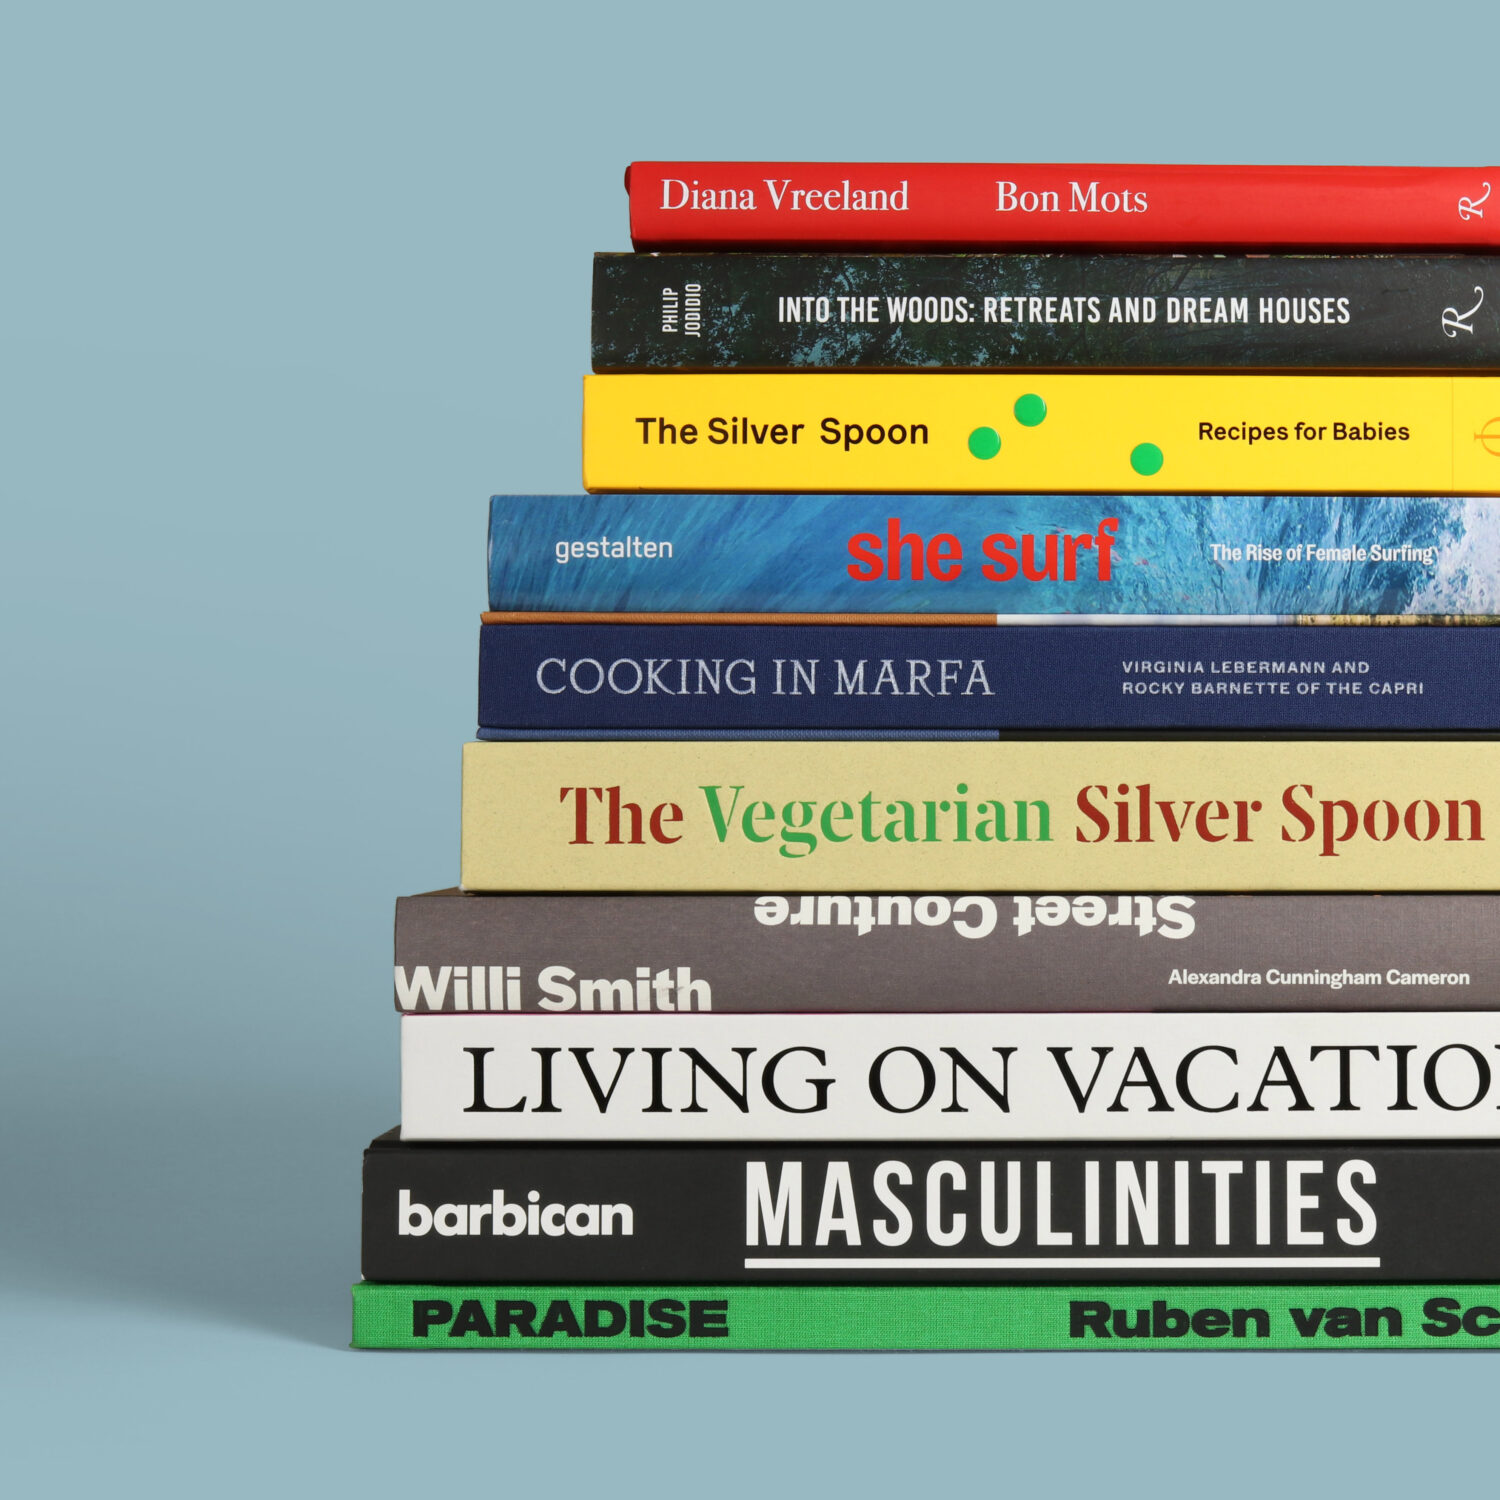 Diana Vreeland Bon Mots R
PHILIP
JODIDIO
INTO THE WOODS: RETREATS AND DREAM HOUSES R
The Silver Spoon Recipes for Babies
gestalten she surf The Rise of Female Surfing
COOKING IN MARFA
VIRGINIA LEBERMANN AND
ROCKY BARNETTE OF THE CAPRI
The Vegetarian Silver Spoon
Street Couture
Willi Smith
Alexandra Cunningham Cameron
LIVING ON VACATIO
barbican MASCULINITIES
PARADISE Ruben van Sc